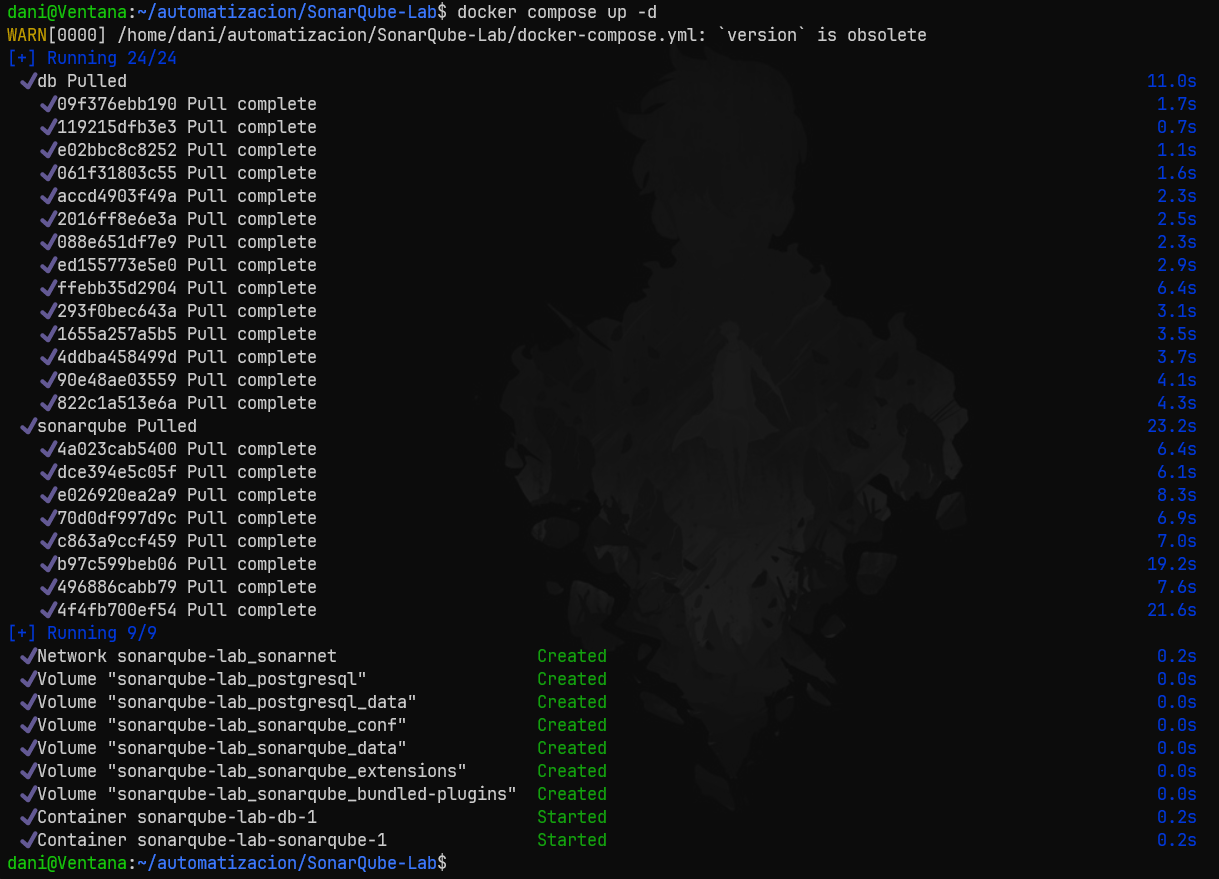 dani@Ventana:~/automatizacion/SonarQube-Lab$ docker compose up -d
WARN[0000] /home/dani/automatizacion/SonarQube-Lab/docker-compose.yml: `version` is obsolete
[+] Running 24/24
✔db Pulled 11.0s
✔09f376ebb190 Pull complete 1.7s
✔119215dfb3e3 Pull complete 0.7s
✔e02bbc8c8252 Pull complete 1.1s
✔061f31803c55 Pull complete 1.6s
✔accd4903f49a Pull complete 2.3s
✔2016ff8e6e3a Pull complete 2.5s
✔088e651df7e9 Pull complete 2.3s
✔ed155773e5e0 Pull complete 2.9s
✔ffebb35d2904 Pull complete 6.4s
✔293f0bec643a Pull complete 3.1s
✔1655a257a5b5 Pull complete 3.5s
✔4ddba458499d Pull complete 3.7s
✔90e48ae03559 Pull complete 4.1s
✔822c1a513e6a Pull complete 4.3s
✔sonarqube Pulled 23.2s
✔4a023cab5400 Pull complete 6.4s
✔dce394e5c05f Pull complete 6.1s
✔e026920ea2a9 Pull complete 8.3s
✔70d0df997d9c Pull complete 6.9s
✔c863a9ccf459 Pull complete 7.0s
✔b97c599beb06 Pull complete 19.2s
✔496886cabb79 Pull complete 7.6s
✔4f4fb700ef54 Pull complete 21.6s
[+] Running 9/9
✔Network sonarqube-lab_sonarnet Created 0.2s
✔Volume "sonarqube-lab_postgresql" Created 0.0s
✔Volume "sonarqube-lab_postgresql_data" Created 0.0s
✔Volume "sonarqube-lab_sonarqube_conf" Created 0.0s
✔Volume "sonarqube-lab_sonarqube_data" Created 0.0s
✔Volume "sonarqube-lab_sonarqube_extensions" Created 0.0s
✔Volume "sonarqube-lab_sonarqube_bundled-plugins" Created 0.0s
✔Container sonarqube-lab-db-1 Started 0.2s
✔Container sonarqube-lab-sonarqube-1 Started 0.2s
dani@Ventana:~/automatizacion/SonarQube-Lab$